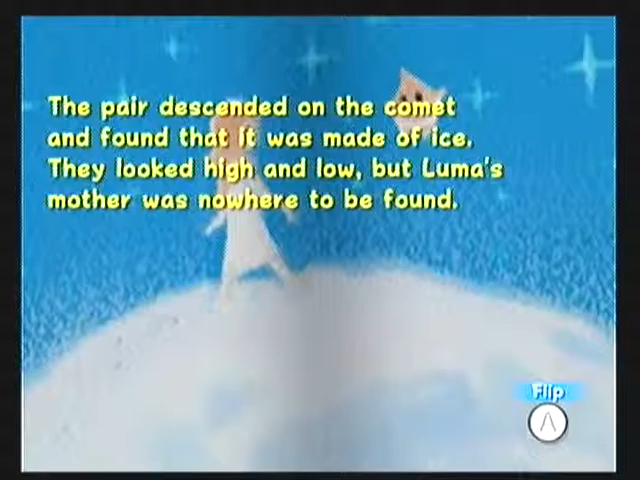 The pair descended on the comet
and found that it was made of ice.
They looked high and low, but Luma's
mother was nowhere to be found.
Flip
A